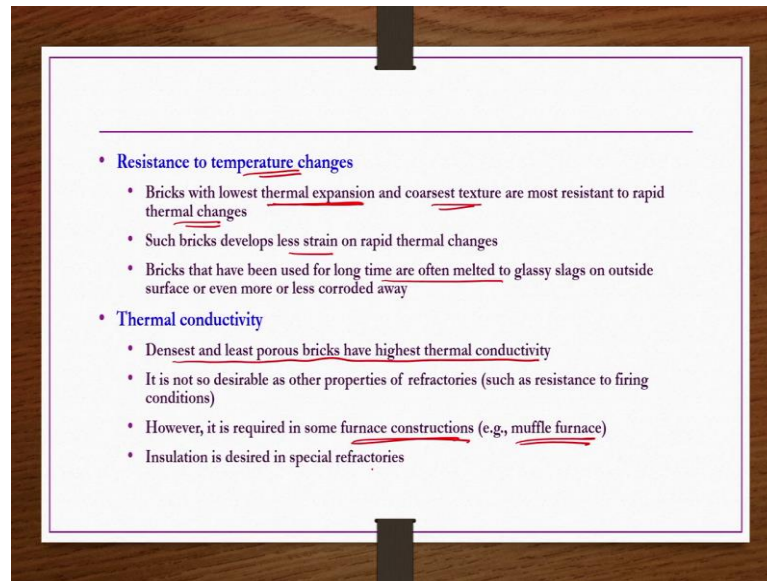 • Resistance to temperature changes
• Bricks with lowest thermal expansion and coarsest texture are most resistant to rapid
thermal changes
• Such bricks develops less strain on rapid thermal changes
• Bricks that have been used for long time are often melted to glassy slags on outside
surface or even more or less corroded away
• Thermal conductivity
• Densest and least porous bricks have highest thermal conductivity
• It is not so desirable as other properties of refractories (such as resistance to firing
conditions)
• However, it is required in some furnace constructions (e.g., muffle furnace)
• Insulation is desired in special refractories